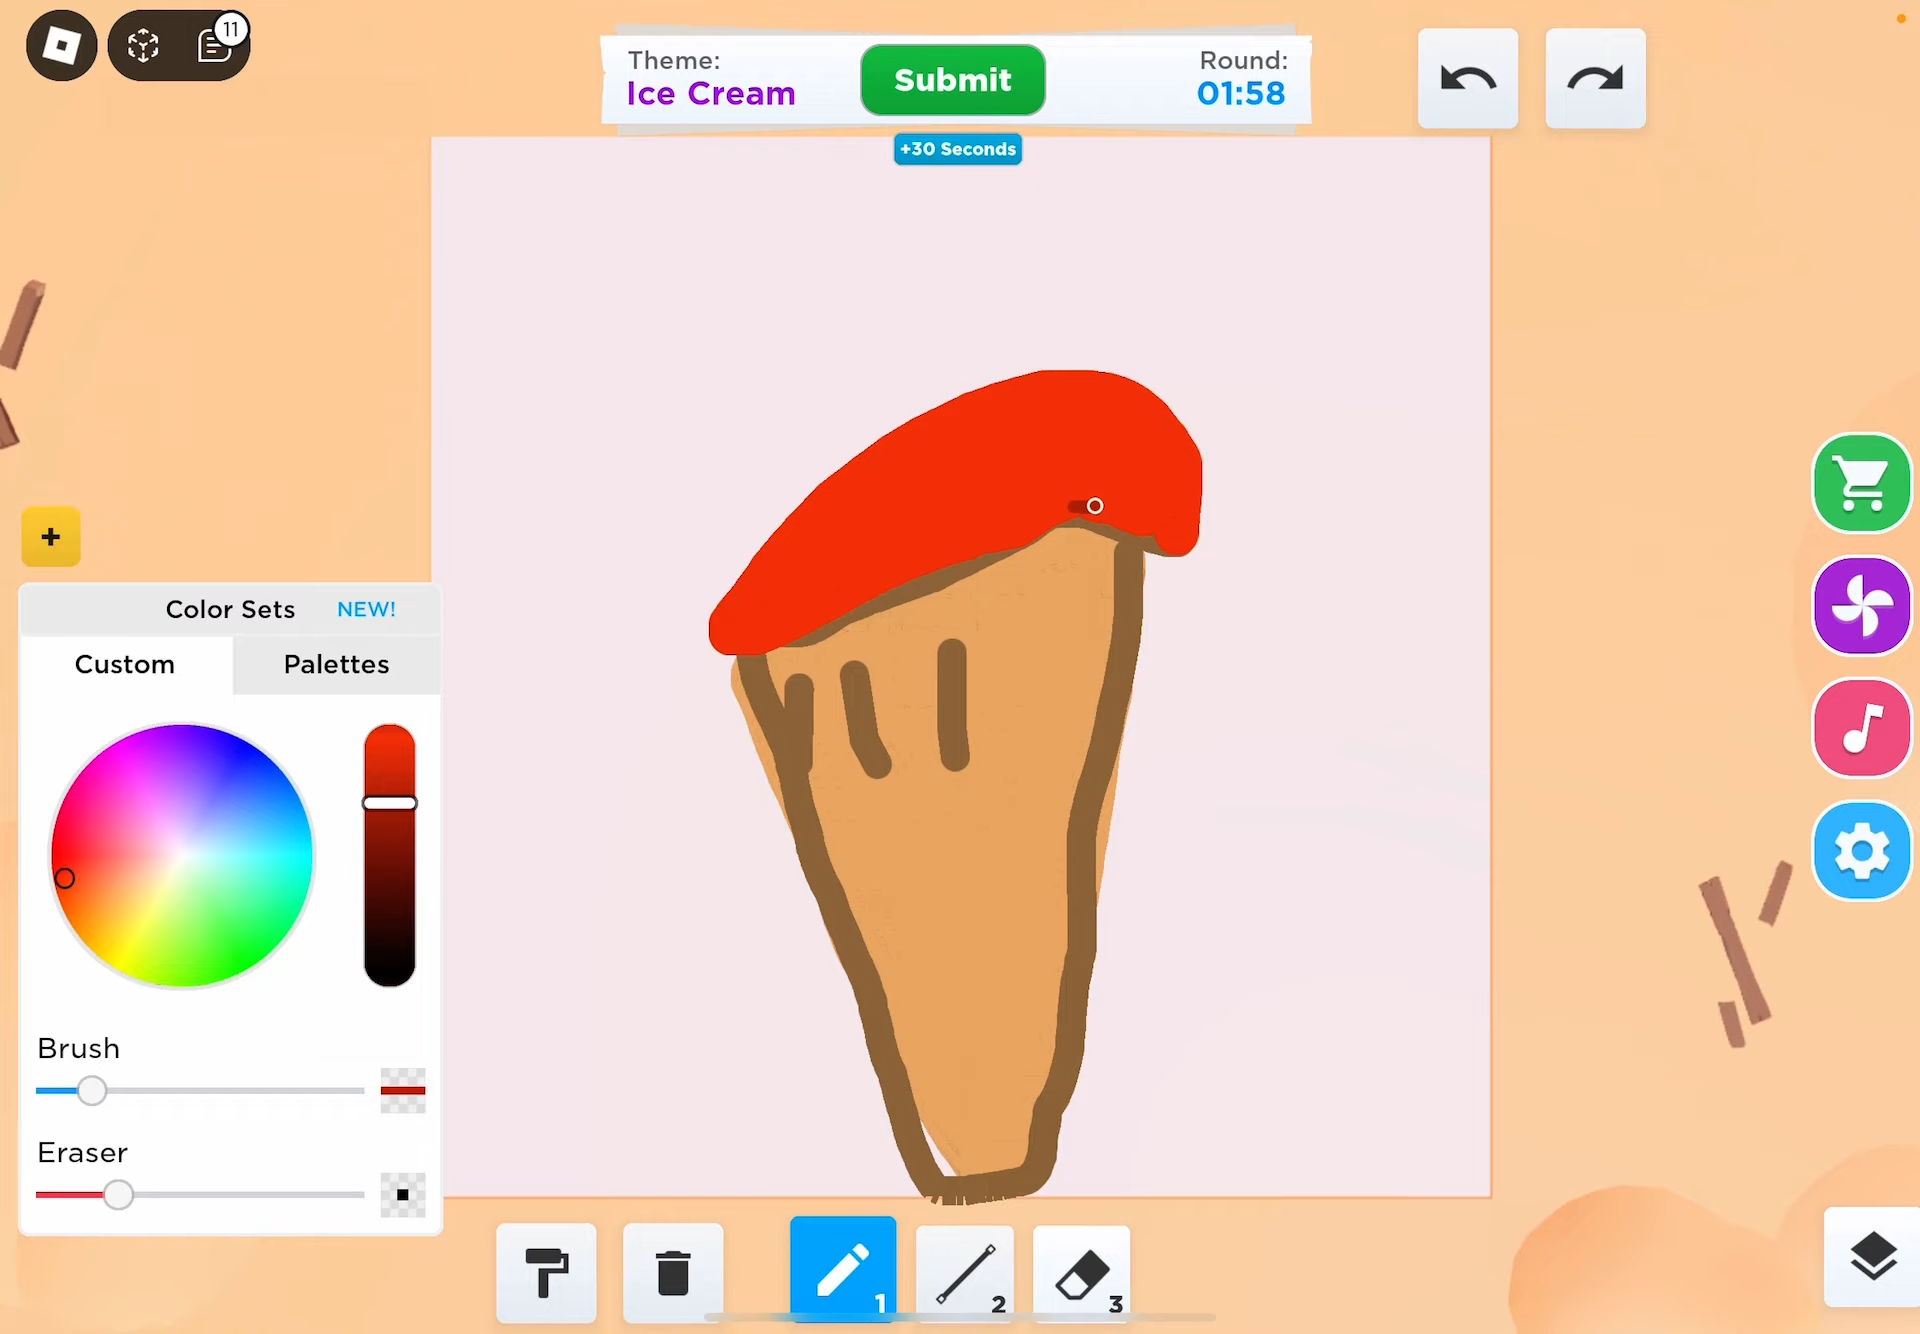 11
Theme:
Ice Cream
Submit
Round:
01:58
+30 Seconds
+
Color Sets NEW!
Custom Palettes
Brush
Eraser
1 2 3